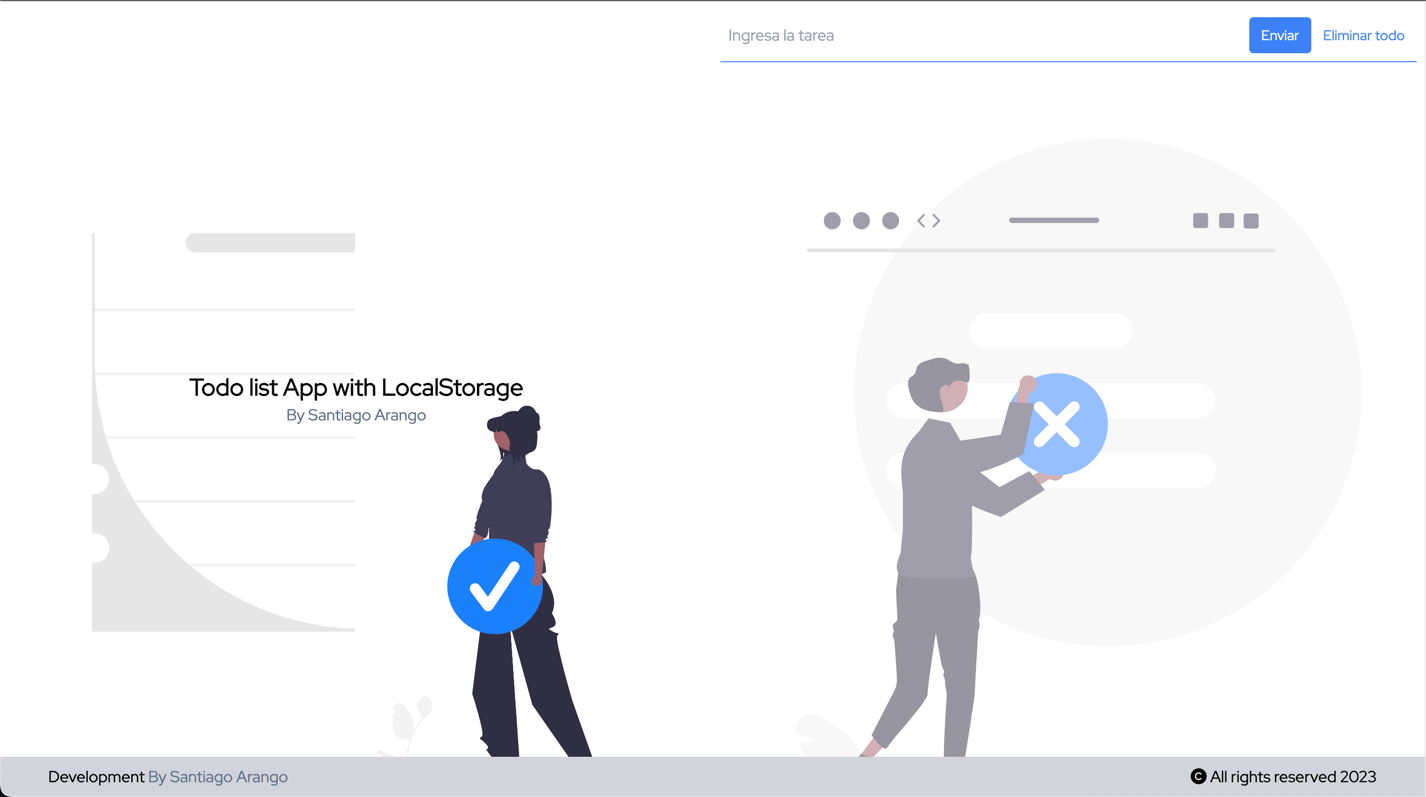 Ingresa la tarea
Enviar
Eliminar todo
Todo list App with LocalStorage
By Santiago Arango
Development By Santiago Arango
C All rights reserved 2023